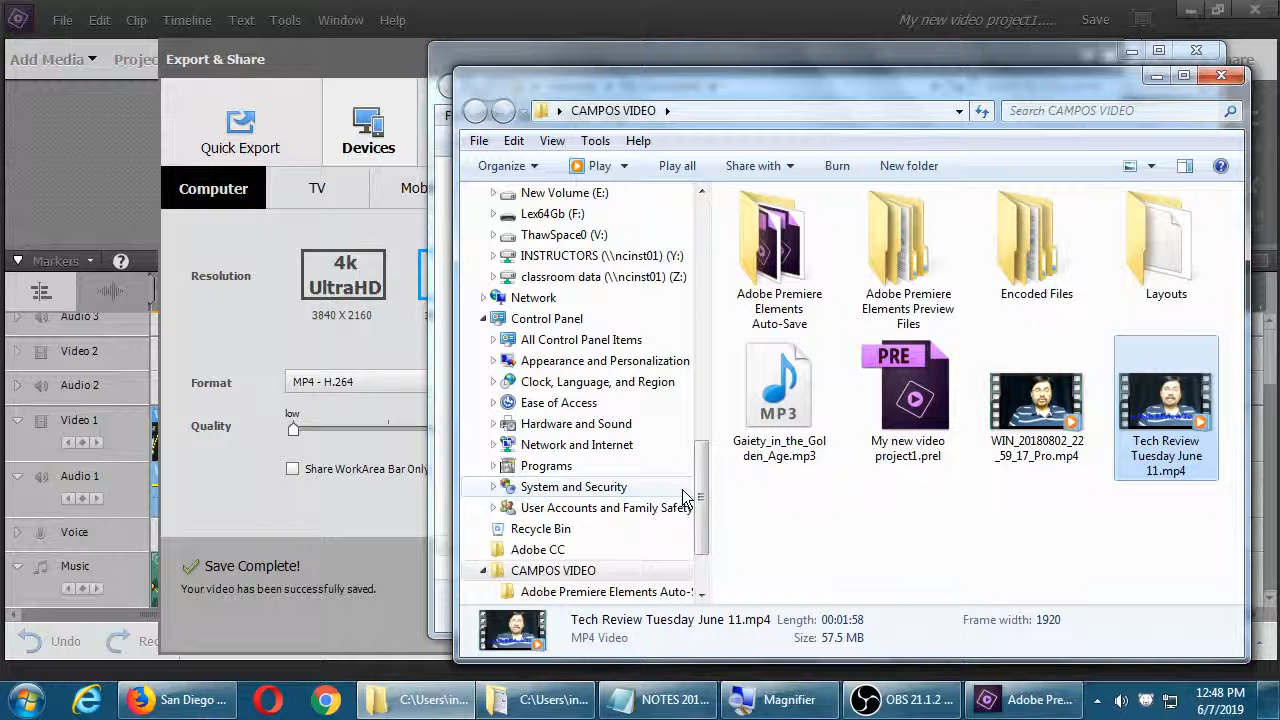 File Edit Clip Timeline Text Tools Window Help My new video project1..... Save
Add Media Projec
Export & Share
Quick Export
Devices
Computer TV Mob
Resolution
4k
UltraHD
3840 X 2160
Format
MP4 - H.264
low
Quality
Share WorkArea Bar Only
Save Complete!
Your video has been successfully saved.
Markers
Audio 3
Video 2
Audio 2
Video 1
Audio 1
Voice
Music
Undo
CAMPOS VIDEO
Search CAMPOS VIDEO
File Edit View Tools Help
Organize Play Play all Share with Burn New folder
New Volume (E:)
Lex64Gb (F:)
ThawSpace0 (V:)
INSTRUCTORS (\\ncinst01) (Y:)
classroom data (\\ncinst01) (Z:)
Network
Control Panel
All Control Panel Items
Appearance and Personalization
Clock, Language, and Region
Ease of Access
Hardware and Sound
Network and Internet
Programs
System and Security
User Accounts and Family Safety
Recycle Bin
Adobe CC
CAMPOS VIDEO
Adobe Premiere Elements Auto-S
Adobe Premiere
Elements
Auto-Save
Adobe Premiere
Elements Preview
Files
Encoded Files
Layouts
MP3
Gaiety_in_the_Gol
den_Age.mp3
PRE
My new video
project1.prel
WIN_20180802_22
_59_17_Pro.mp4
Tech Review
Tuesday June
11.mp4
Tech Review Tuesday June 11.mp4 Length: 00:01:58 Frame width: 1920
MP4 Video Size: 57.5 MB
San Diego ...
C:\Users\in...
C:\Users\in...
NOTES 201...
Magnifier
OBS 21.1.2 ...
Adobe Pre...
12:48 PM
6/7/2019